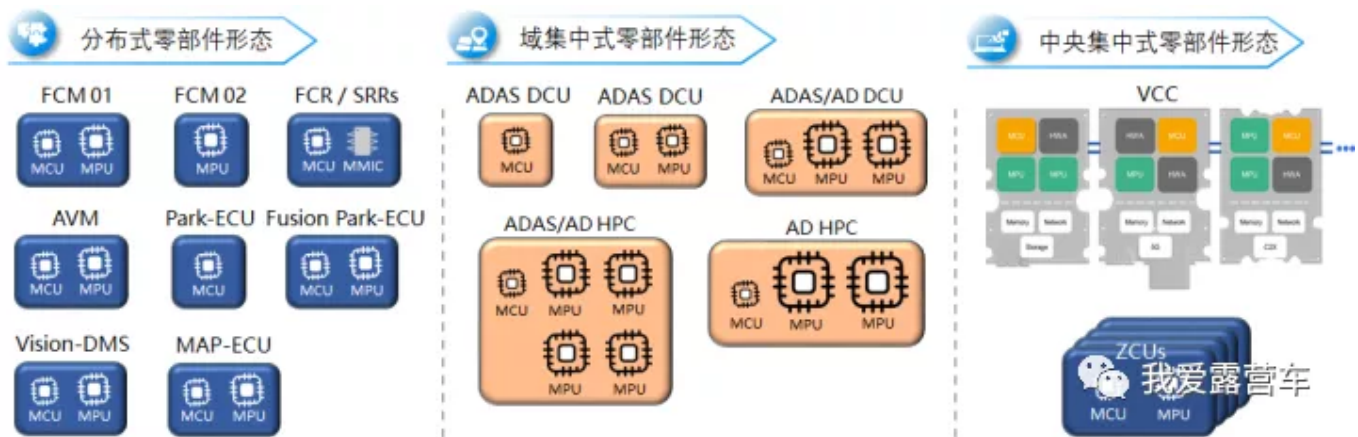 分布式零部件形态
FCM 01
FCM 02
FCR / SRRs
MCU MPU
MPU
MCU MMIC
AVM
Park-ECU
Fusion Park-ECU
MCU MPU
MCU
MCU MPU
Vision-DMS
MAP-ECU
MCU MPU
MCU MPU
域集中式零部件形态
ADAS DCU
ADAS DCU
ADAS/AD DCU
MCU
MCU MPU
MCU MPU MPU
ADAS/AD HPC
AD HPC
MCU MPU MPU
MPU MPU
MCU MPU MPU
中央集中式零部件形态
VCC
MCU HWA
HWA MCU
MPU MCU
MPU MPU
MPU HWA
MPU HWA
Memory Network
Memory Network
Memory Network
Storage
5G
C2X
ZCUs
我爱露营车
MCU MPU